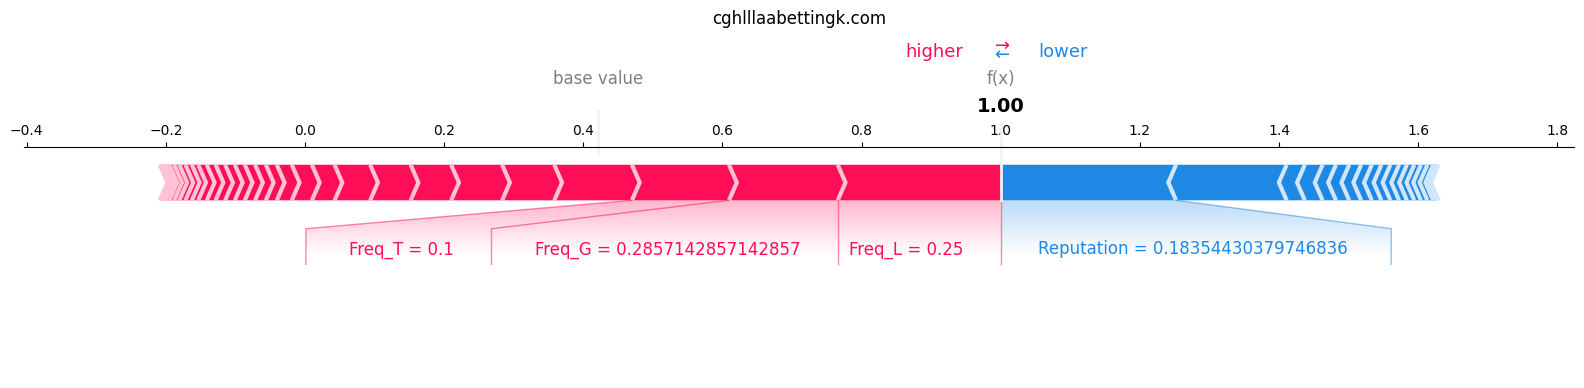 cghlllaabettingk.com
higher → ← lower
base value f(x)
1.00
−0.4 −0.2 0.0 0.2 0.4 0.6 0.8 1.0 1.2 1.4 1.6 1.8
Freq_T = 0.1 Freq_G = 0.2857142857142857 Freq_L = 0.25 Reputation = 0.18354430379746836